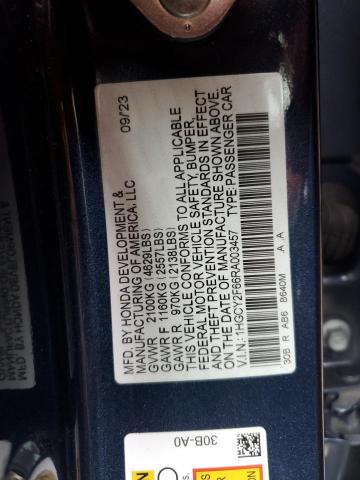 09/23
MFD. BY HONDA DEVELOPMENT &
MANUFACTURING OF AMERICA, LLC
GVWR 2100KG (4629LBS)
GAWR F 1160KG (2557LBS)
GAWR R 970KG (2138LBS)
THIS VEHICLE CONFORMS TO ALL APPLICABLE
FEDERAL MOTOR VEHICLE SAFETY, BUMPER,
AND THEFT PREVENTION STANDARDS IN EFFECT
ON THE DATE OF MANUFACTURE SHOWN ABOVE.
V.I.N.: 1HGCY2F66RA003457 TYPE: PASSENGER CAR
30B R AB6 B640M A A
30B-A0